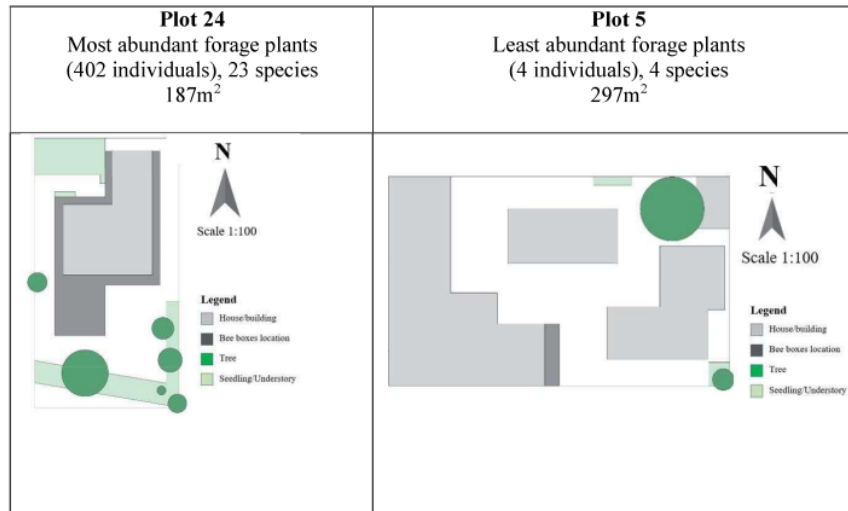 Plot 24
Most abundant forage plants
(402 individuals), 23 species
187m²
Plot 5
Least abundant forage plants
(4 individuals), 4 species
297m²
N
Scale 1:100
Legend
House/building
Bee boxes location
Tree
Seedling/Understory
N
Scale 1:100
Legend
House/building
Bee boxes location
Tree
Seedling/Understory